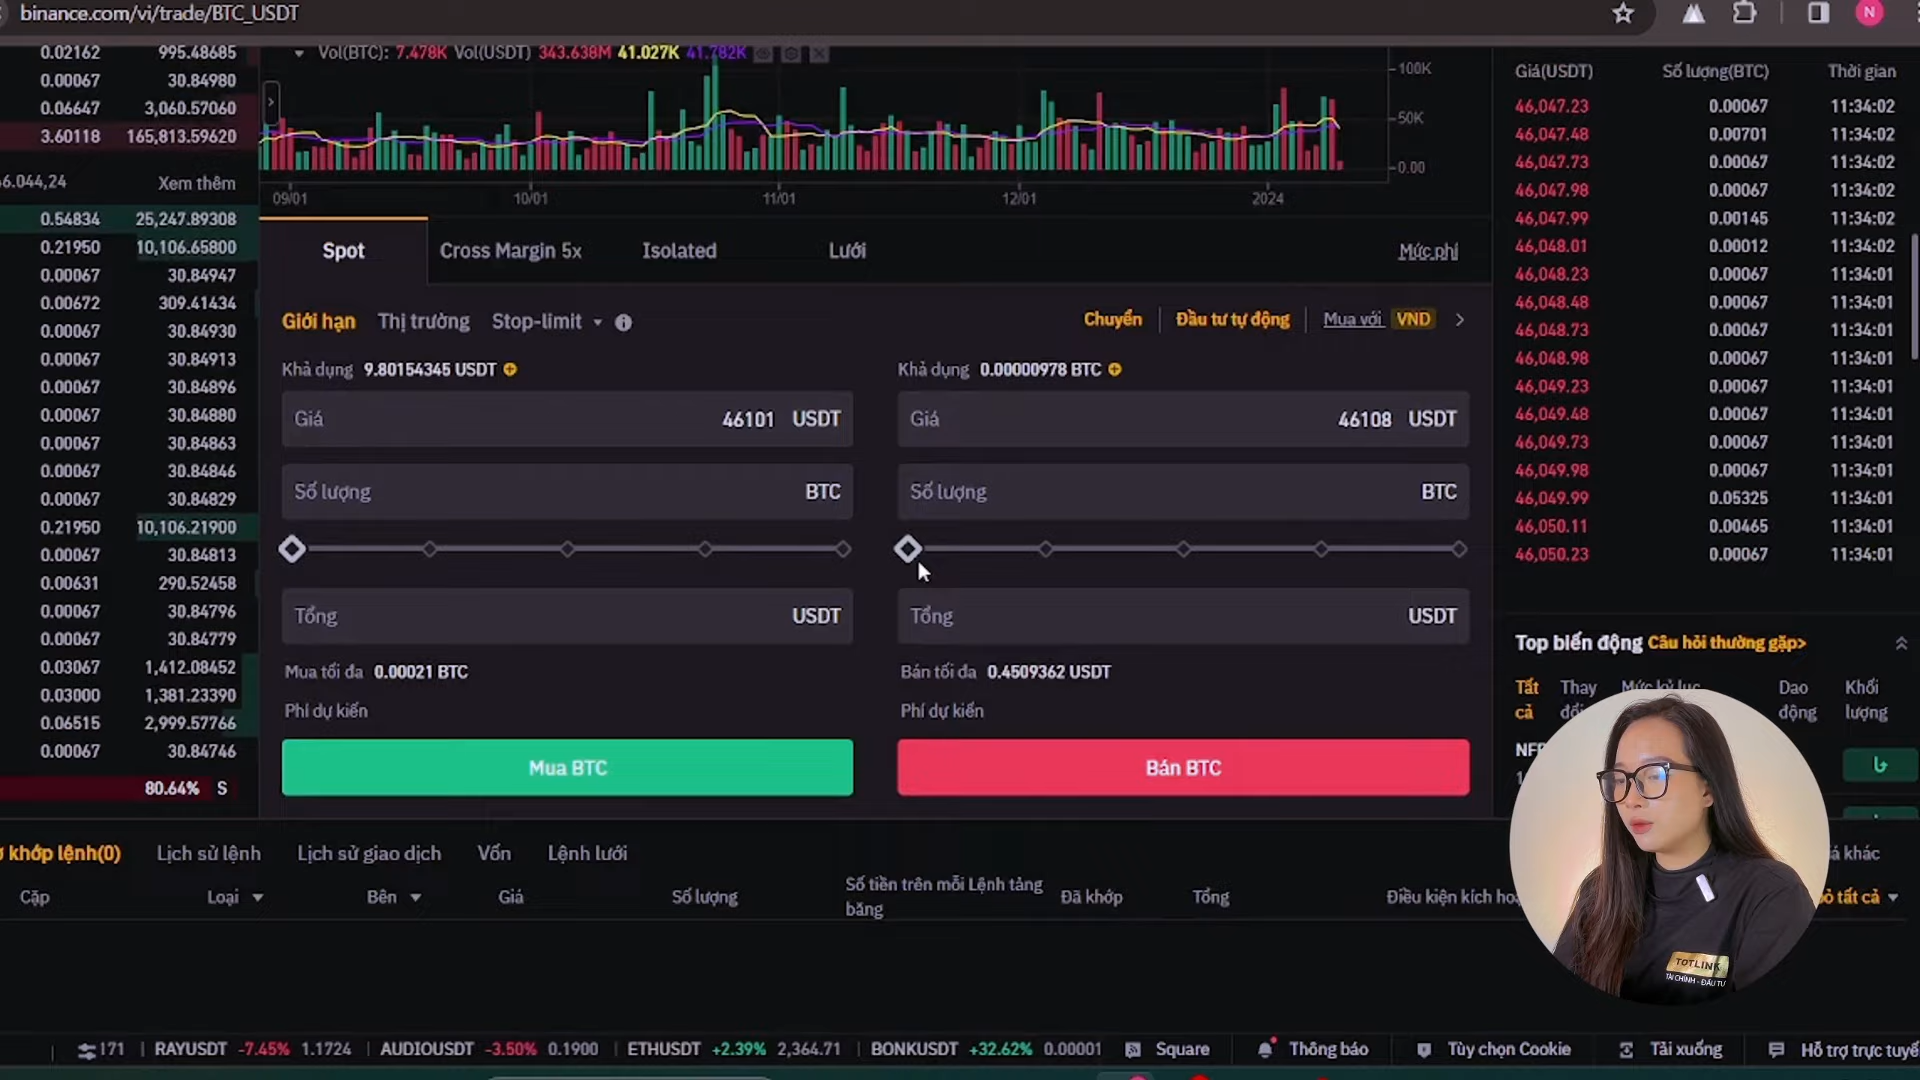 binance.com/vi/trade/BTC_USDT
N
0.02162 995.48685
0.00067 30.84980
0.06647 3,060.57060
3.60118 165,813.59620
Xem thêm
0.54834 25,247.89308
0.21950 10,106.65800
0.00067 30.84947
0.00672 309.41434
0.00067 30.84930
0.00067 30.84913
0.00067 30.84896
0.00067 30.84880
0.00067 30.84863
0.00067 30.84846
0.00067 30.84829
0.21950 10,106.21900
0.00067 30.84813
0.00631 290.52458
0.00067 30.84796
0.00067 30.84779
0.03067 1,412.08452
0.03000 1,381.23390
0.06515 2,999.57766
0.00067 30.84746
80.64% S
Vol(BTC): 7.478K Vol(USDT) 343.638M 41.027K 41.782K
100K
50K
0.00
09/01 10/01 11/01 12/01 2024
Spot Cross Margin 5x Isolated Lưới Mức phí
Giới hạn Thị trường Stop-limit
Chuyển Đầu tư tự động Mua với VND
Khả dụng 9.80154345 USDT
Giá 46101 USDT
Số lượng BTC
Tổng USDT
Mua tối đa 0.00021 BTC
Phí dự kiến
Mua BTC
Khả dụng 0.00000978 BTC
Giá 46108 USDT
Số lượng BTC
Tổng USDT
Bán tối đa 0.4509362 USDT
Phí dự kiến
Bán BTC
Giá(USDT) Số lượng(BTC) Thời gian
46,047.23 0.00067 11:34:02
46,047.48 0.00701 11:34:02
46,047.73 0.00067 11:34:02
46,047.98 0.00067 11:34:02
46,047.99 0.00145 11:34:02
46,048.01 0.00012 11:34:02
46,048.23 0.00067 11:34:01
46,048.48 0.00067 11:34:01
46,048.73 0.00067 11:34:01
46,048.98 0.00067 11:34:01
46,049.23 0.00067 11:34:01
46,049.48 0.00067 11:34:01
46,049.73 0.00067 11:34:01
46,049.98 0.00067 11:34:01
46,049.99 0.05325 11:34:01
46,050.11 0.00465 11:34:01
46,050.23 0.00067 11:34:01
Top biến động Câu hỏi thường gặp>
Tất cả Thay Dao động Khối lượng
TOTLINK
TÀI CHÍNH - ĐẦU TƯ
khớp lệnh(0) Lịch sử lệnh Lịch sử giao dịch Vốn Lệnh lưới khác
Cặp Loại Bên Giá Số lượng Số tiền trên mỗi Lệnh tảng băng Đã khớp Tổng Điều kiện kích tất cả
171 RAYUSDT -7.45% 1.1724 AUDIOUSDT -3.50% 0.1900 ETHUSDT +2.39% 2,364.71 BONKUSDT +32.62% 0.00001 Square Thông báo Tùy chọn Cookie Tải xuống Hỗ trợ trực